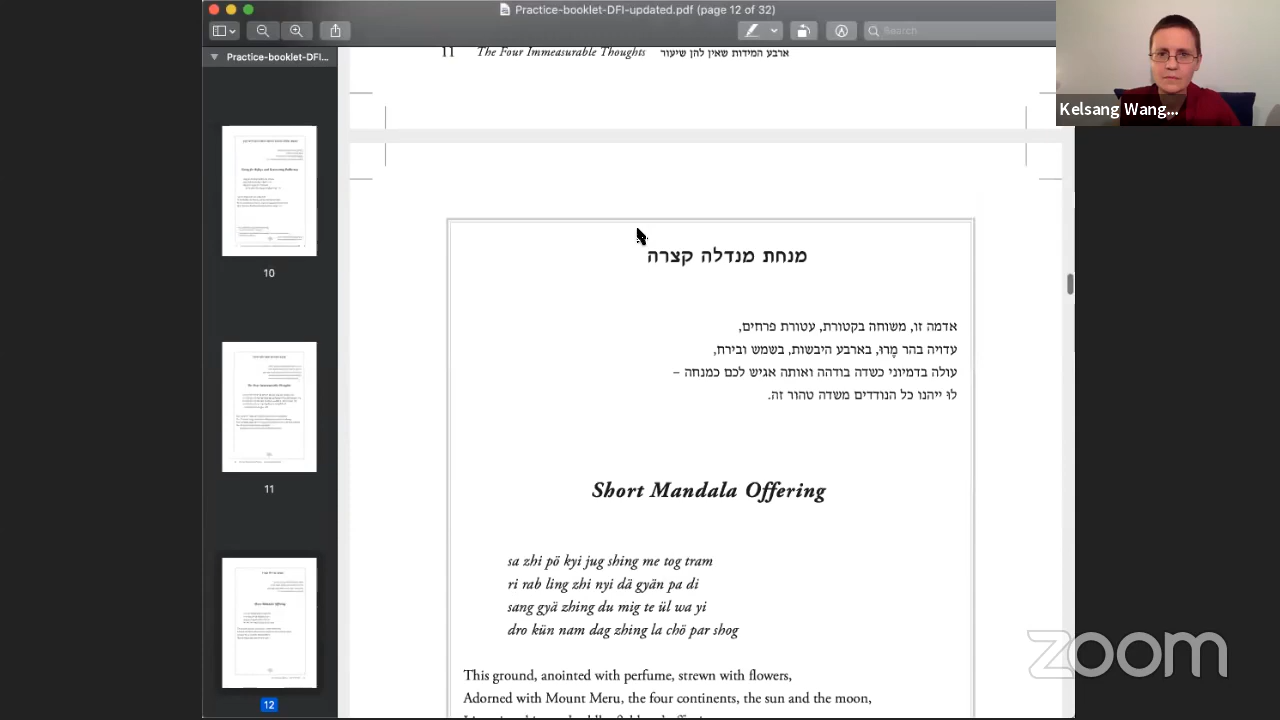 Practice-booklet-DFI-updated.pdf (page 12 of 32)
Search
Practice-booklet-DFI...
10
11
12
11 The Four Immeasurable Thoughts ארבע המידות שאין להן שיעור
מנחת מנדלה קצרה
אדמה זו, משוחה בקטורת, עטורת פרחים,
עדויה בהר מֶרוּ, בארבע היבשות, בשמש ובירח,
עולה בדמיוני כשדה בודהה ואותה אגיש לכם כמנחה –
לוּ ייהנו כל הנודדים משדה טהור זה.
Short Mandala Offering
sa zhi pö kyi jug shing me tog tram
ri rab ling zhi nyi dä gyän pa di
sang gyä zhing du mig te ül war gyi
dro kün nam dag zhing la chö par shog
This ground, anointed with perfume, strewn with flowers,
Adorned with Mount Meru, the four continents, the sun and the moon,
Kelsang Wang...
zoom